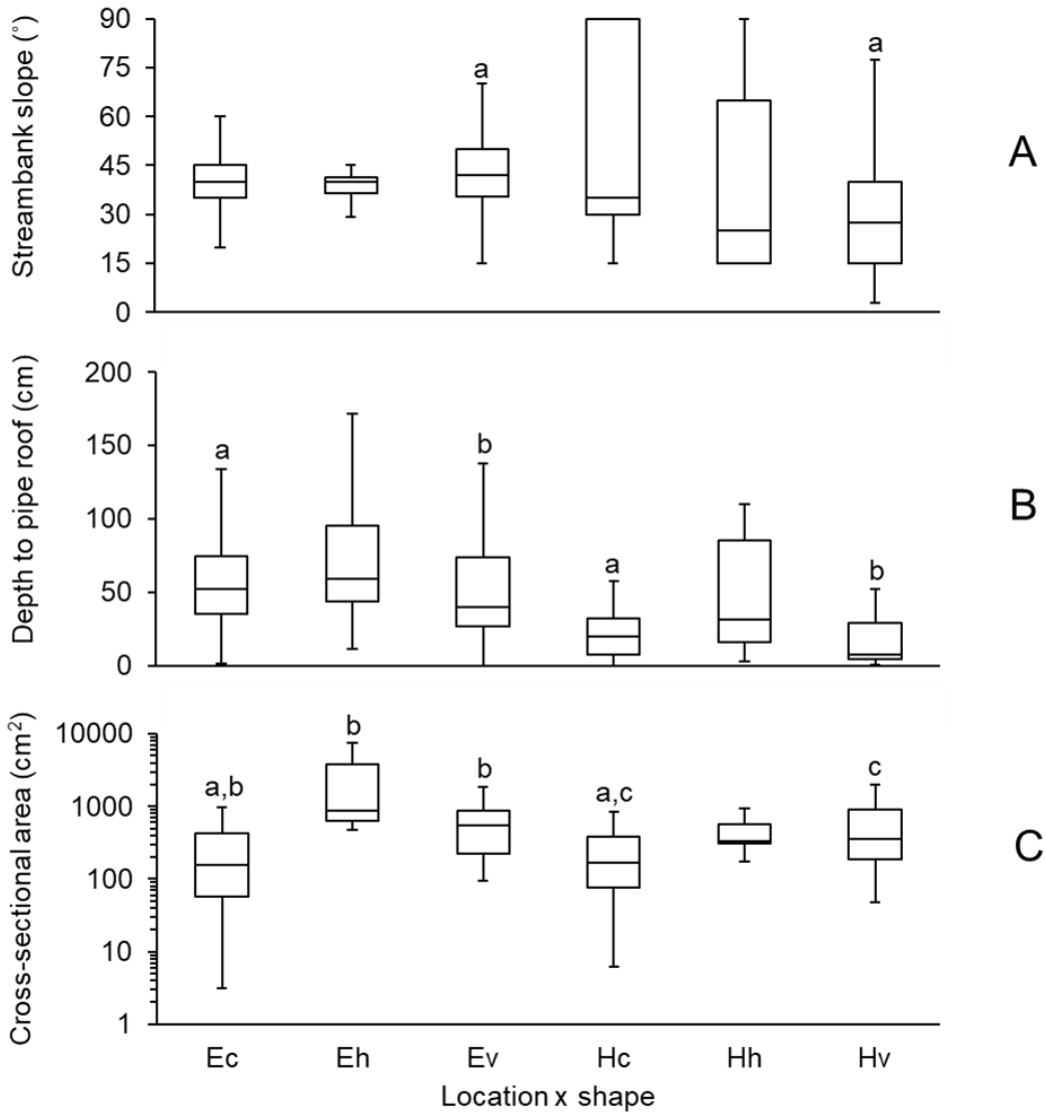 Streambank slope (°)
90
75
60
45
30
15
0
a
a
A
Depth to pipe roof (cm)
200
150
100
50
0
a
b
a
b
B
Cross-sectional area (cm²)
10000
1000
100
10
1
a,b
b
b
a,c
c
C
Ec Eh Ev Hc Hh Hv
Location x shape